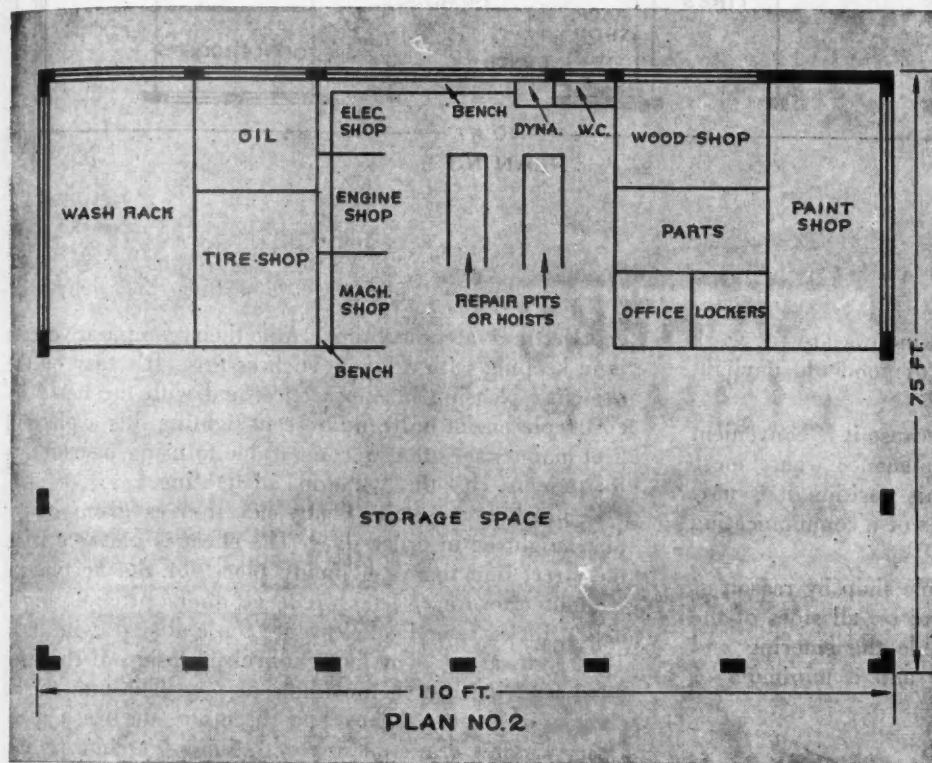 BENCH
ELEC.
SHOP
DYNA.
W.C.
OIL
WOOD SHOP
WASH RACK
ENGINE
SHOP
PARTS
PAINT
SHOP
TIRE SHOP
MACH.
SHOP
REPAIR PITS
OR HOISTS
OFFICE
LOCKERS
BENCH
75 FT.
STORAGE SPACE
110 FT.
PLAN NO.2